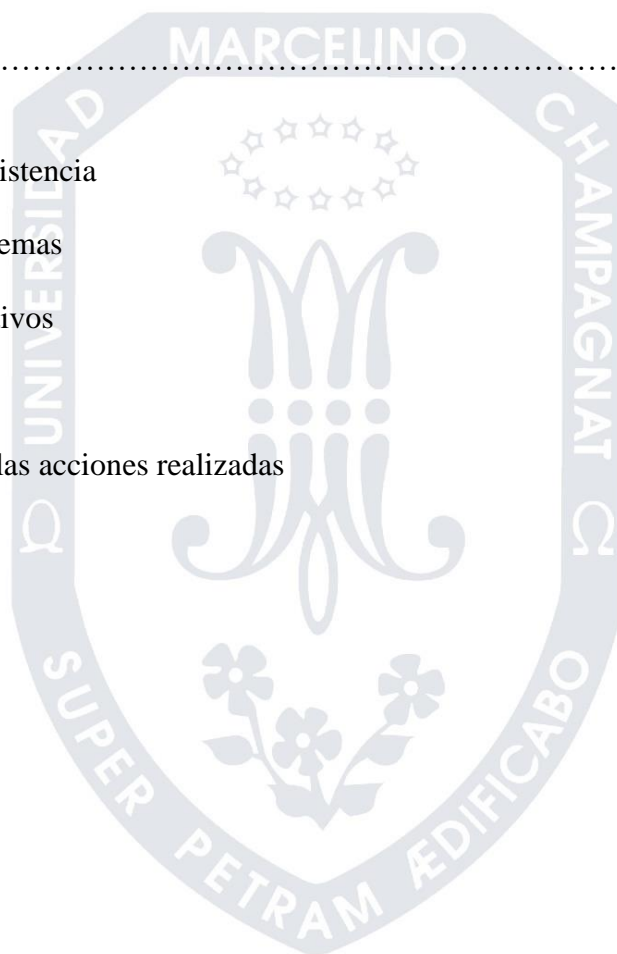 UNIVERSIDAD MARCELINO CHAMPAGNAT
……………………………………………………………
istencia
emas
ivos
las acciones realizadas
Ω Ω
SUPER PETRAM ÆDIFICABO